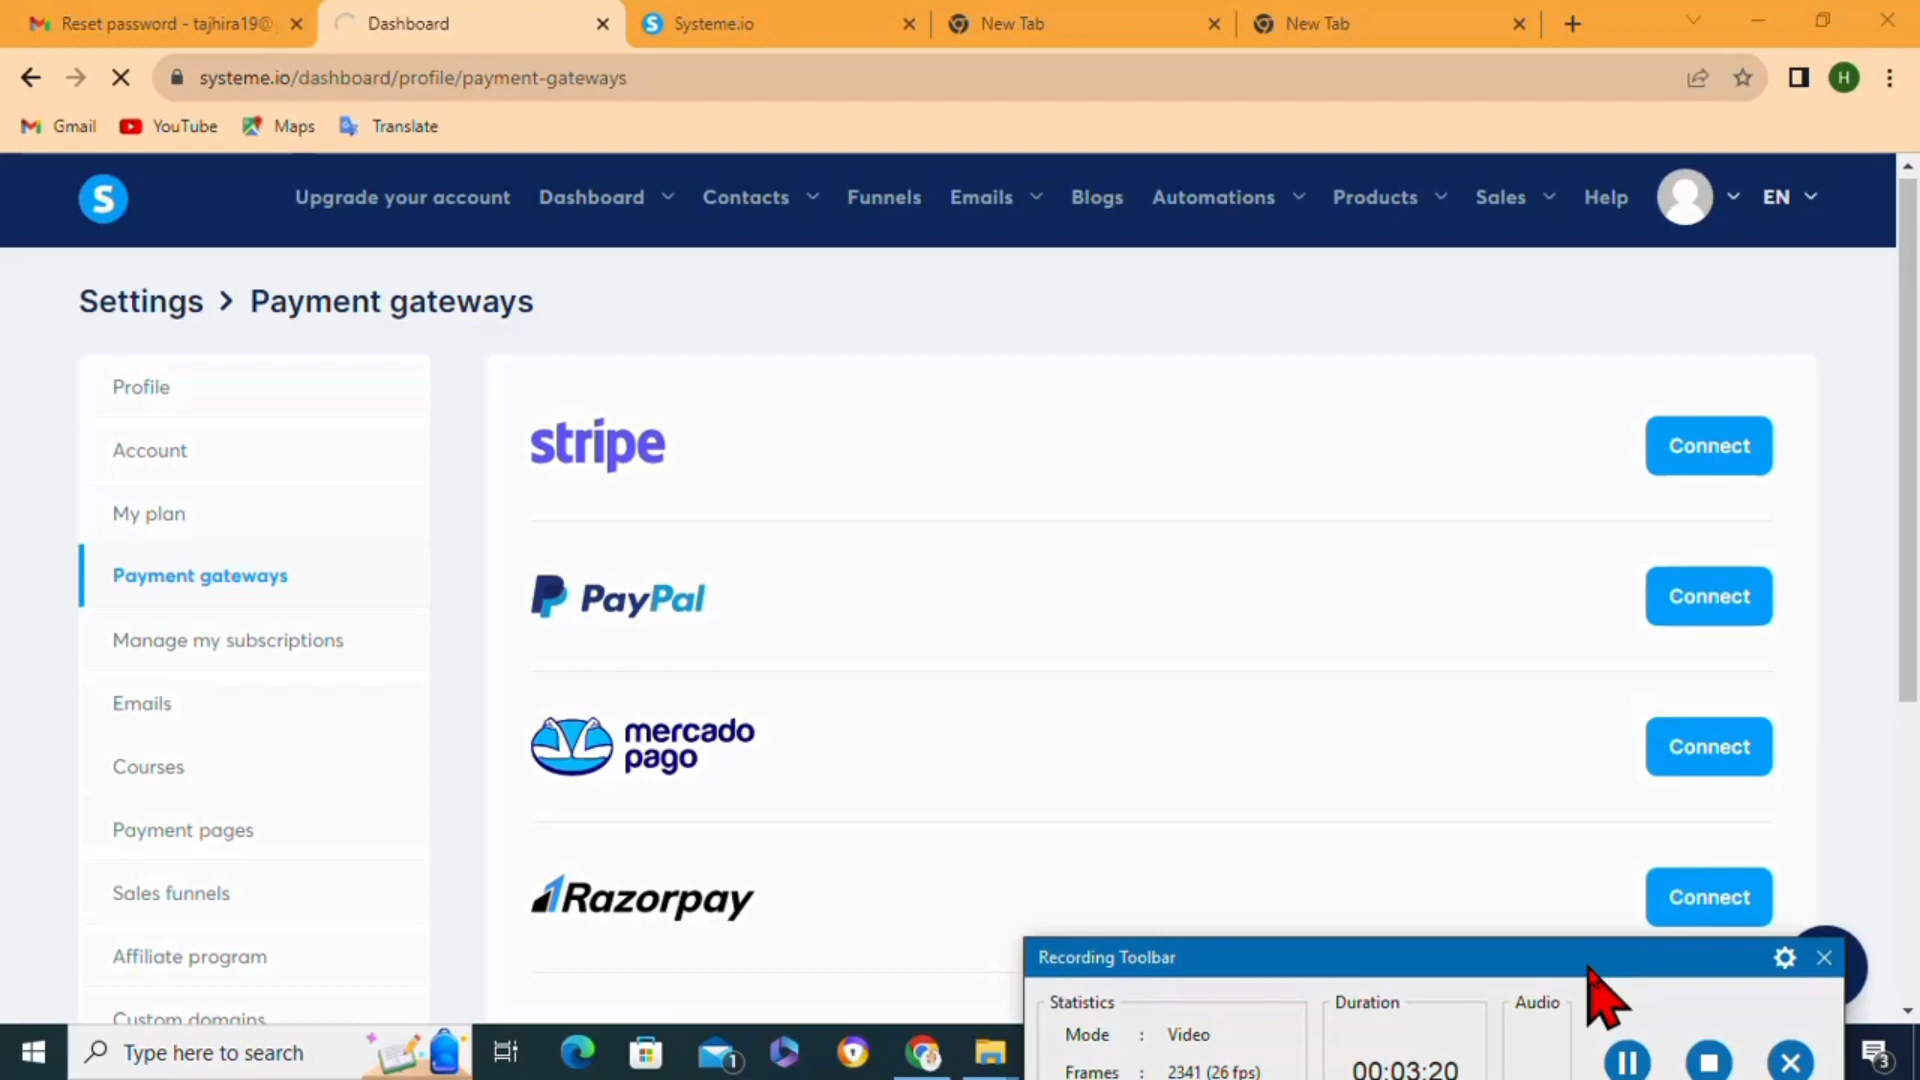 Reset password - tajhira19@
Dashboard
Systeme.io
New Tab
New Tab
systeme.io/dashboard/profile/payment-gateways
H
Gmail
YouTube
Maps
Translate
S
Upgrade your account
Dashboard
Contacts
Funnels
Emails
Blogs
Automations
Products
Sales
Help
EN
Settings > Payment gateways
Profile
Account
My plan
Payment gateways
Manage my subscriptions
Emails
Courses
Payment pages
Sales funnels
Affiliate program
Custom domains
stripe
Connect
PayPal
Connect
mercado
pago
Connect
Razorpay
Connect
Recording Toolbar
Statistics
Mode : Video
Frames : 2341 (26 fps)
Duration
00:03:20
Audio
Type here to search
1
3